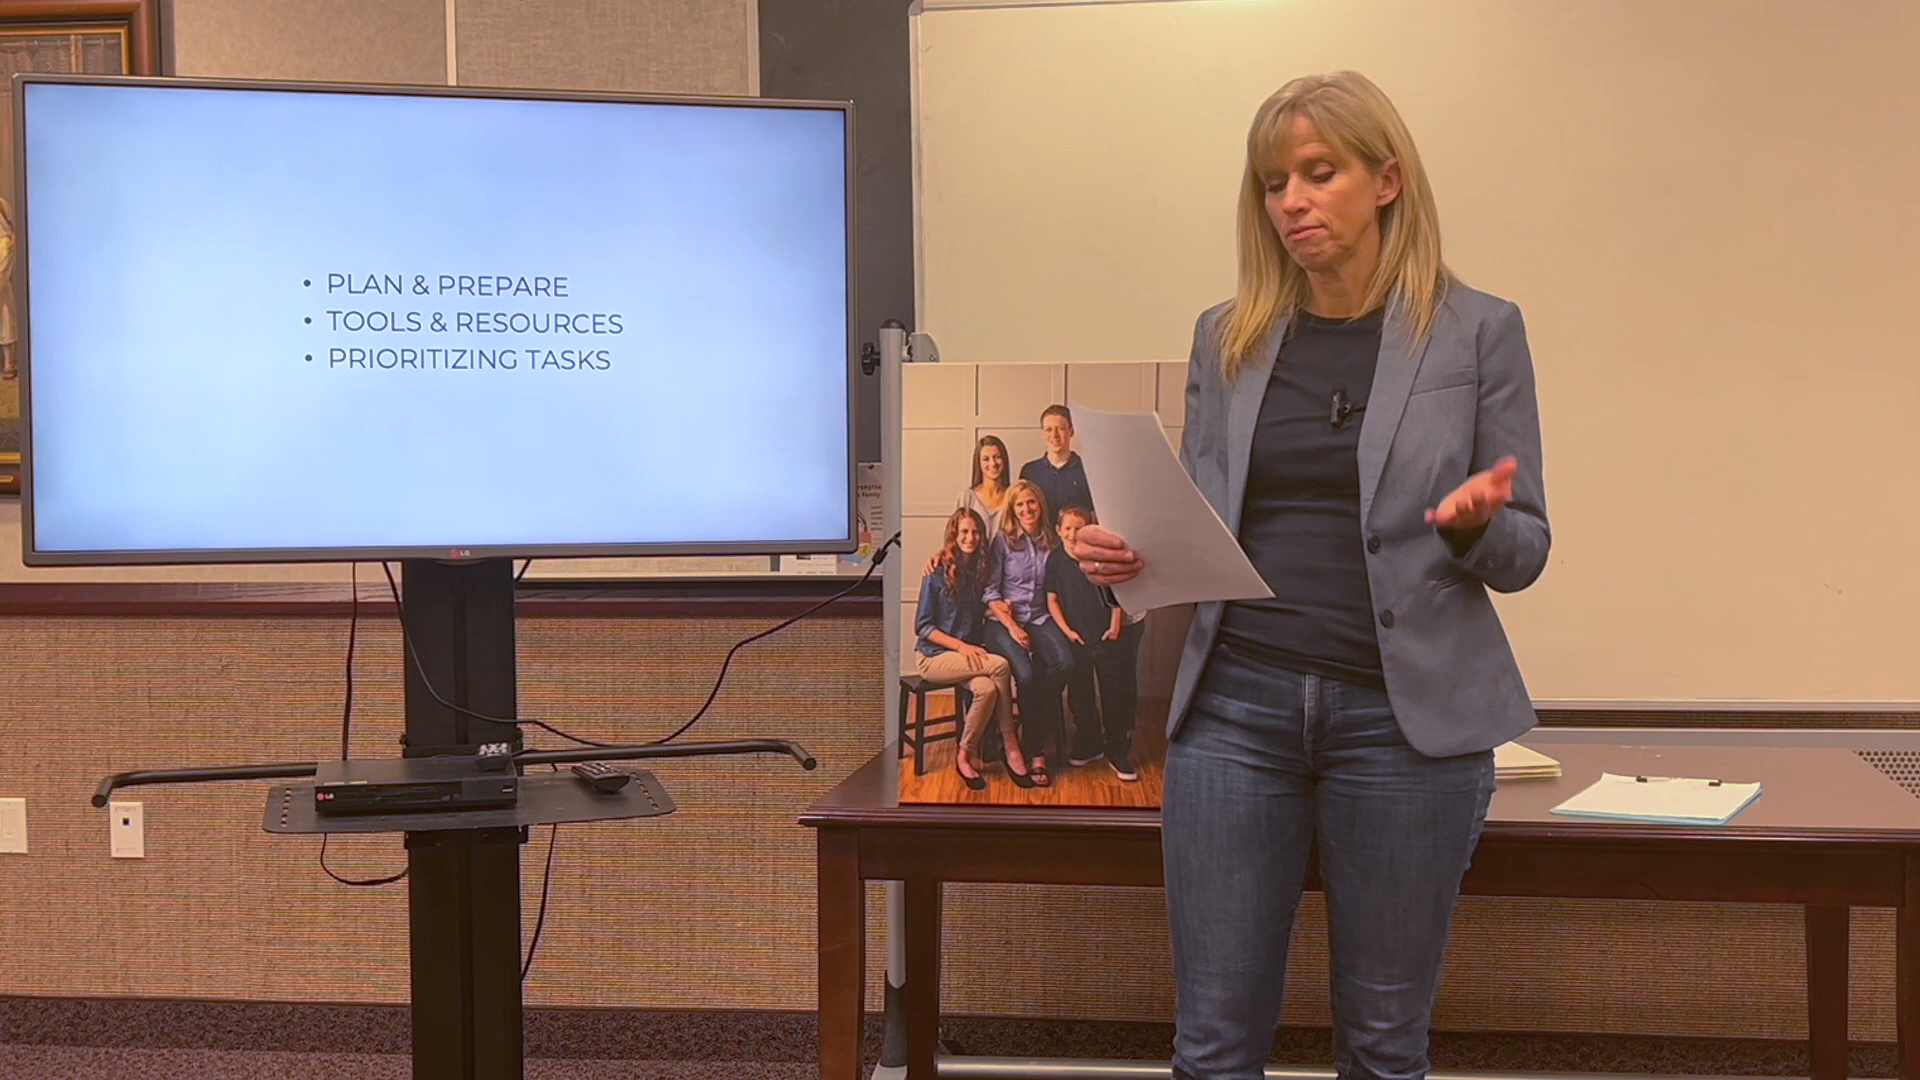 • PLAN & PREPARE
• TOOLS & RESOURCES
• PRIORITIZING TASKS
LG
LG